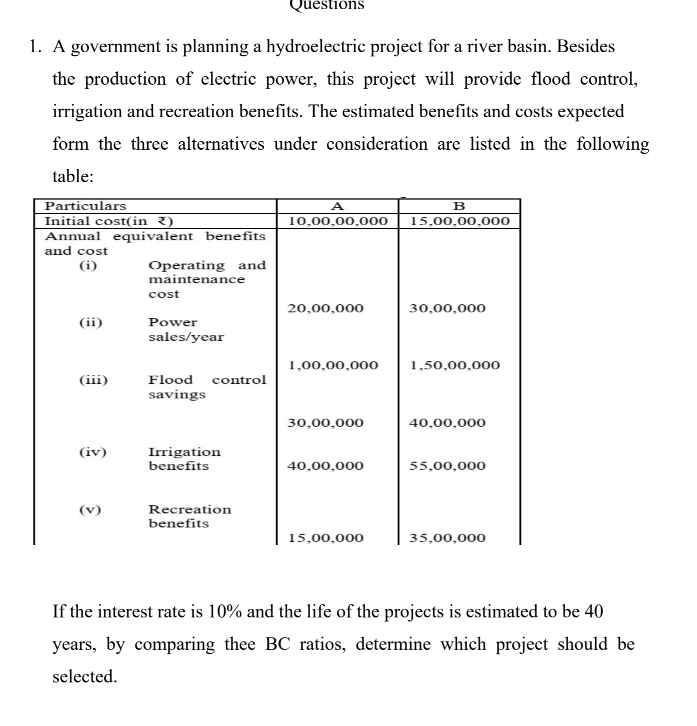 Questions
1. A government is planning a hydroelectric project for a river basin. Besides
the production of electric power, this project will provide flood control,
irrigation and recreation benefits. The estimated benefits and costs expected
form the three alternatives under consideration are listed in the following
table:
Particulars A B
Initial cost(in ₹) 10,00,00,000 15,00,00,000
Annual equivalent benefits
and cost
(i) Operating and
maintenance
cost
20,00,000 30,00,000
(ii) Power
sales/year
1,00,00,000 1,50,00,000
(iii) Flood control
savings
30,00,000 40,00,000
(iv) Irrigation
benefits 40,00,000 55,00,000
(v) Recreation
benefits
15,00,000 35,00,000
If the interest rate is 10% and the life of the projects is estimated to be 40
years, by comparing thee BC ratios, determine which project should be
selected.